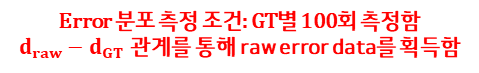 Error 분포 측정 조건: GT별 100회 측정함
d_raw − d_GT 관계를 통해 raw error data를 획득함